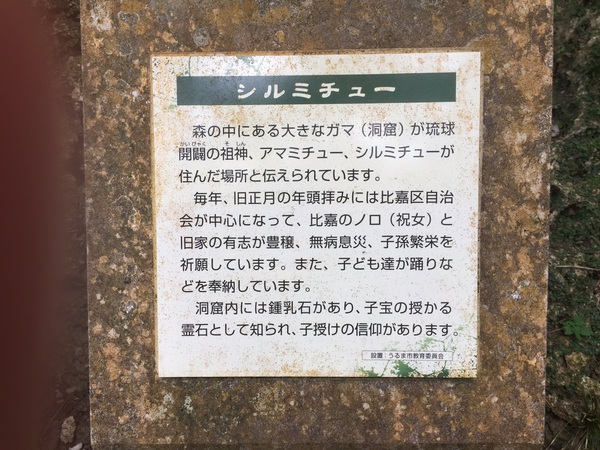 シルミチュー
森の中にある大きなガマ（洞窟）が琉球
かいびゃく そ しん
開闢の祖神、アマミチュー、シルミチューが
住んだ場所と伝えられています。
毎年、旧正月の年頭拝みには比嘉区自治
会が中心になって、比嘉のノロ（祝女）と
旧家の有志が豊穣、無病息災、子孫繁栄を
祈願しています。また、子ども達が踊りな
どを奉納しています。
洞窟内には鍾乳石があり、子宝の授かる
霊石として知られ、子授けの信仰があります。
設置：うるま市教育委員会